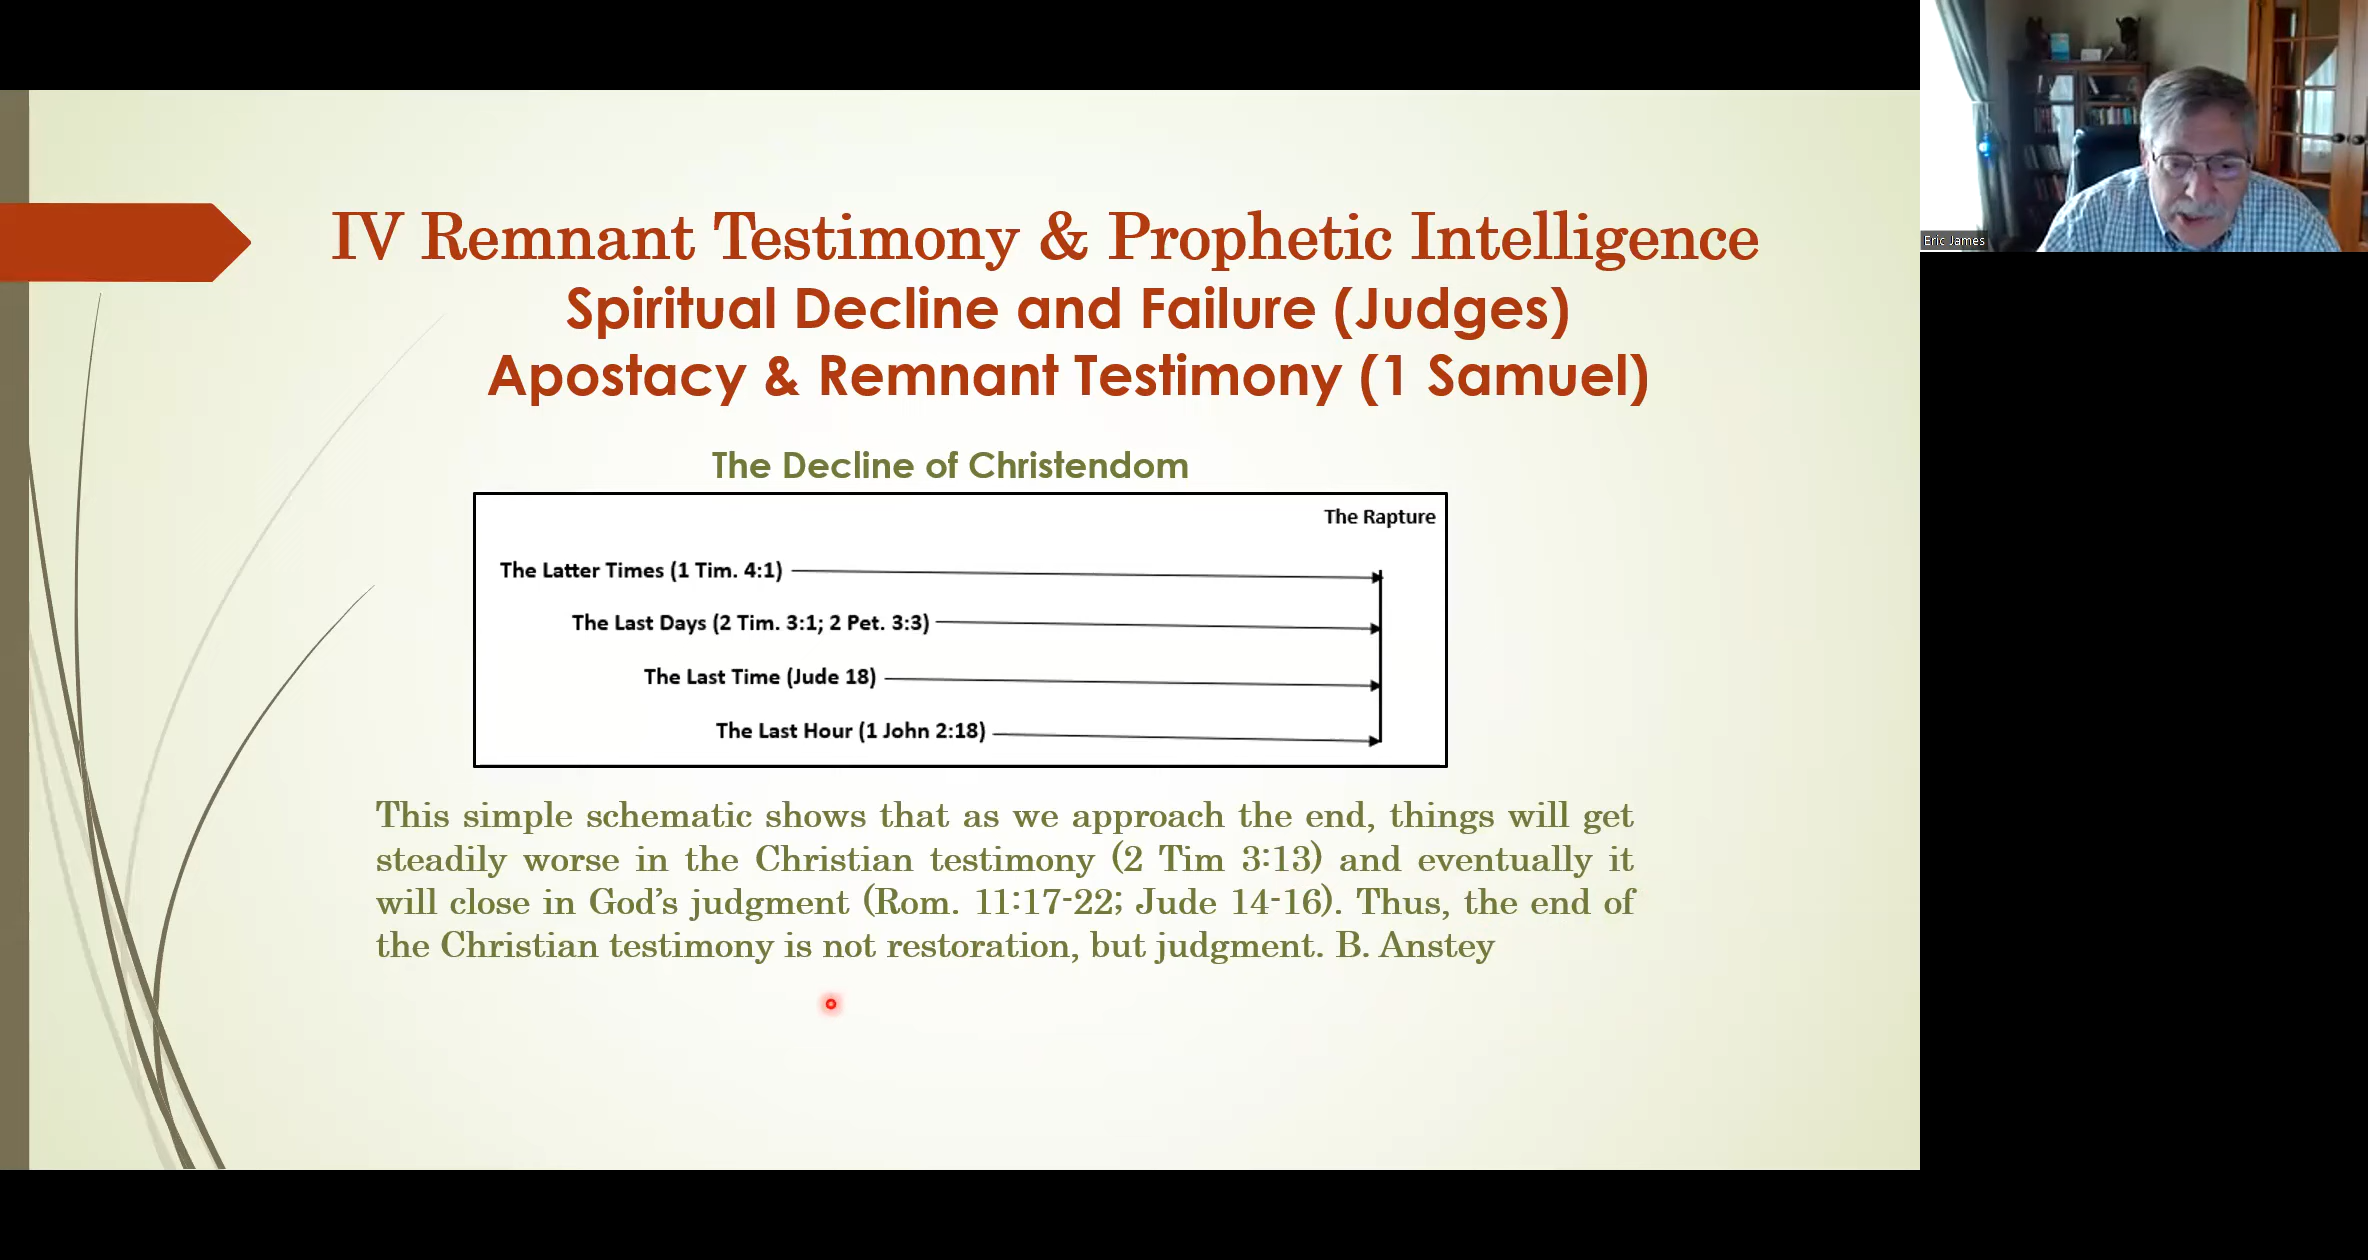 IV Remnant Testimony & Prophetic Intelligence
Spiritual Decline and Failure (Judges)
Apostacy & Remnant Testimony (1 Samuel)
The Decline of Christendom
The Rapture
The Latter Times (1 Tim. 4:1)
The Last Days (2 Tim. 3:1; 2 Pet. 3:3)
The Last Time (Jude 18)
The Last Hour (1 John 2:18)
This simple schematic shows that as we approach the end, things will get
steadily worse in the Christian testimony (2 Tim 3:13) and eventually it
will close in God’s judgment (Rom. 11:17-22; Jude 14-16). Thus, the end of
the Christian testimony is not restoration, but judgment. B. Anstey
Eric James